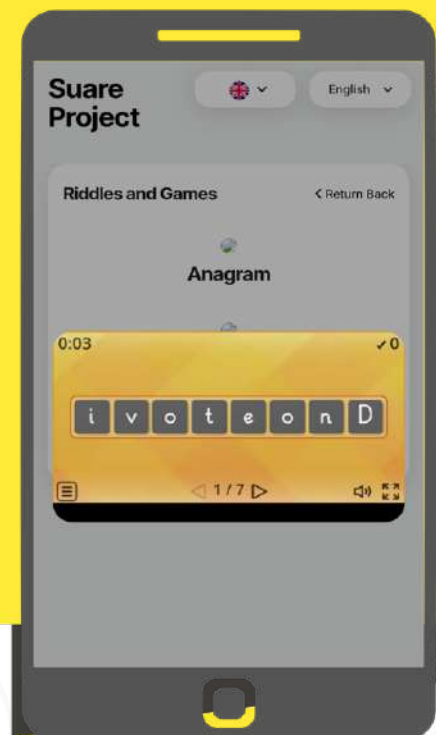 Suare
Project
English
Riddles and Games
Return Back
Anagram
0:03
✓0
i v o t e o n D
1/7